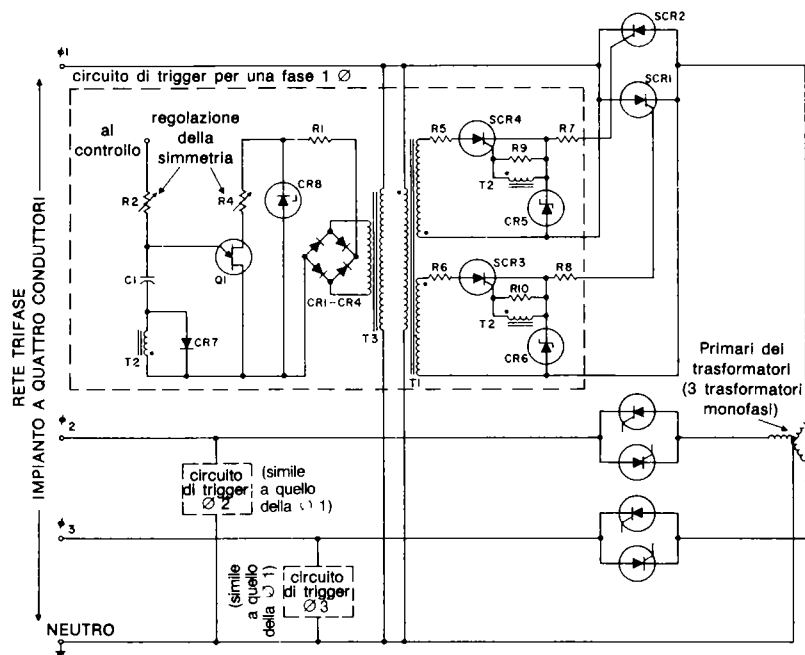 SCR2
ø1
circuito di trigger per una fase 1 Ø
SCR1
al
controllo
regolazione
della
simmetria
R1
R5
SCR4
R7
R9
T2
CR5
R2
R4
CR8
C1
Q1
CR1-CR4
T3
R6
SCR3
R8
R10
T2
CR6
T2
CR7
T1
RETE TRIFASE
IMPIANTO A QUATTRO CONDUTTORI
Primari dei
trasformatori
(3 trasformatori
monofasi)
ø2
circuito
di trigger
Ø 2
(simile
a quello
della Ø 1)
ø3
(simile
a quello
della Ø 1)
circuito
di trigger
Ø 3
NEUTRO